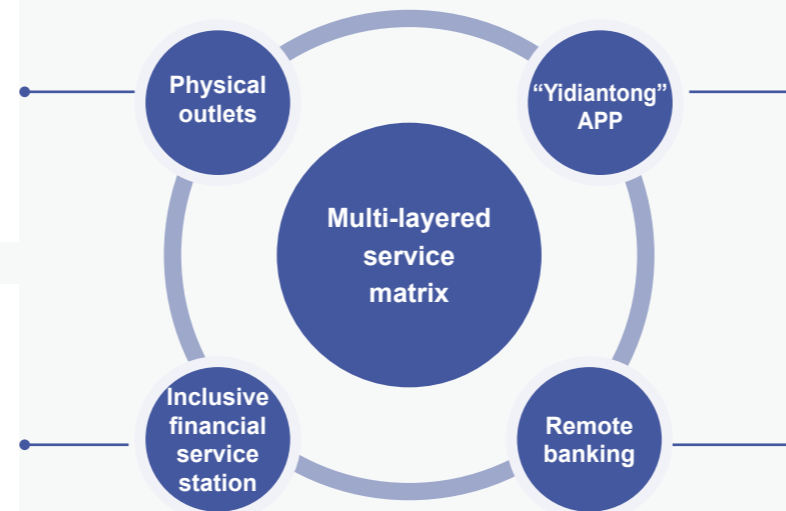 Physical
outlets
“Yidiantong”
APP
Multi-layered
service
matrix
Inclusive
financial
service
station
Remote
banking